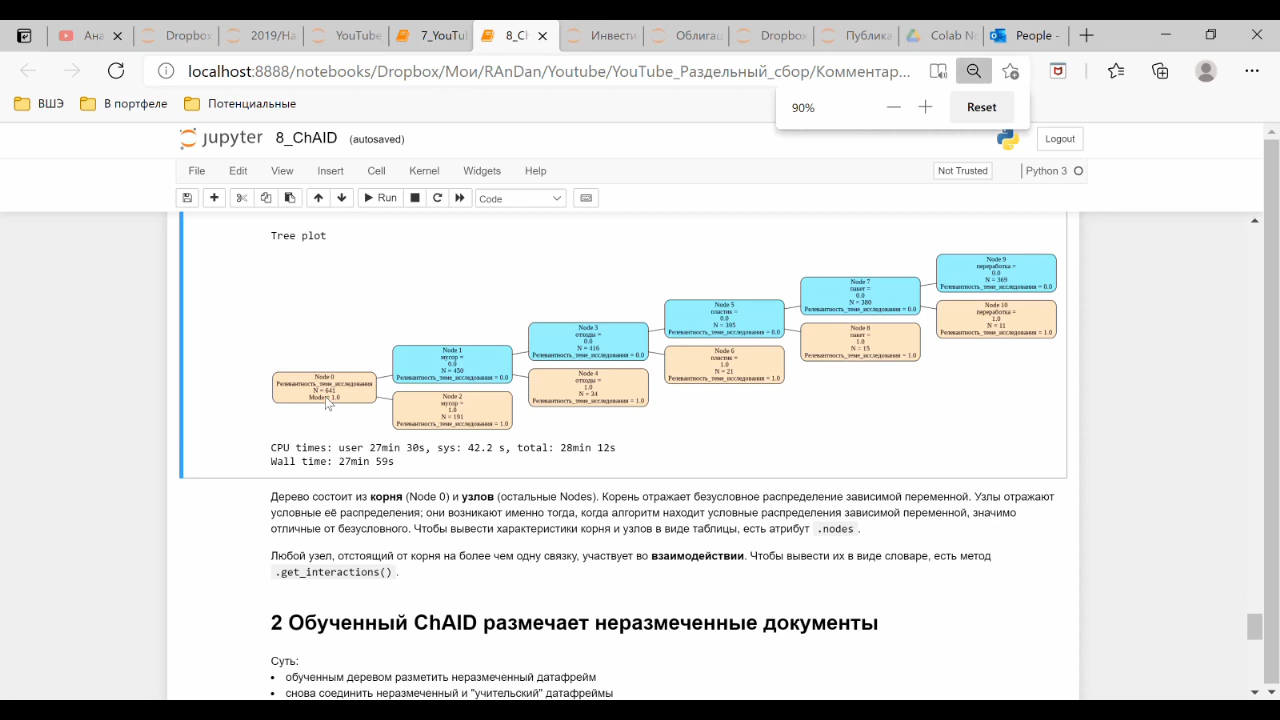 Ана
Dropbo:
2019/На
YouTube
7_YouTu
8_Ch
Инвести
Облигац
Dropbo:
Публика
Colab N
People -
localhost:8888/notebooks/Dropbox/Мои/RAnDan/Youtube/YouTube_Раздельный_сбор/Комментар...
ВШЭ
В портфеле
Потенциальные
90%
Reset
jupyter 8_ChAID (autosaved)
Logout
File Edit View Insert Cell Kernel Widgets Help
Not Trusted
Python 3
Run
Code
Tree plot
Node 9
переработка =
0.0
N = 369
Релевантность_теме_исследования = 0.0
Node 7
пакет =
0.0
N = 380
Релевантность_теме_исследования = 0.0
Node 10
переработка =
1.0
N = 11
Релевантность_теме_исследования = 1.0
Node 5
пластик =
0.0
N = 395
Релевантность_теме_исследования = 0.0
Node 8
пакет =
1.0
N = 15
Релевантность_теме_исследования = 1.0
Node 3
отходы =
0.0
N = 416
Релевантность_теме_исследования = 0.0
Node 6
пластик =
1.0
N = 21
Релевантность_теме_исследования = 1.0
Node 1
мусор =
0.0
N = 450
Релевантность_теме_исследования = 0.0
Node 4
отходы =
1.0
N = 34
Релевантность_теме_исследования = 1.0
Node 0
Релевантность_теме_исследования
N = 641
Mode = 1.0
Node 2
мусор =
1.0
N = 191
Релевантность_теме_исследования = 1.0
CPU times: user 27min 30s, sys: 42.2 s, total: 28min 12s
Wall time: 27min 59s
Дерево состоит из корня (Node 0) и узлов (остальные Nodes). Корень отражает безусловное распределение зависимой переменной. Узлы отражают
условные её распределения; они возникают именно тогда, когда алгоритм находит условные распределения зависимой переменной, значимо
отличные от безусловного. Чтобы вывести характеристики корня и узлов в виде таблицы, есть атрибут .nodes.
Любой узел, отстоящий от корня на более чем одну связку, участвует во взаимодействии. Чтобы вывести их в виде словаре, есть метод
.get_interactions().
2 Обученный ChAID размечает неразмеченные документы
Суть:
• обученным деревом разметить неразмеченный датафрейм
• снова соединить неразмеченный и "учительский" датафреймы